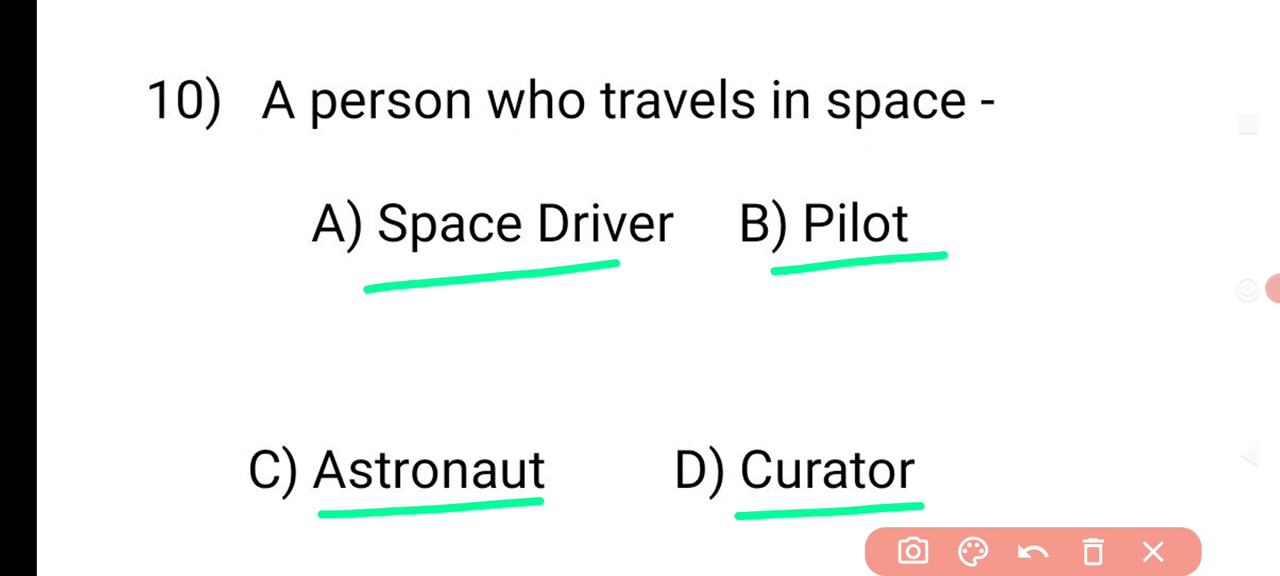 10) A person who travels in space -
A) Space Driver B) Pilot
C) Astronaut D) Curator